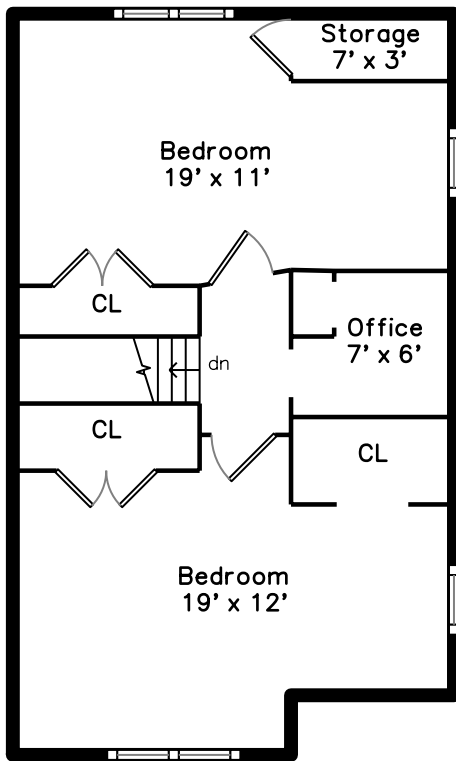 Storage
7' x 3'
Bedroom
19' x 11'
CL
Office
7' x 6'
dn
CL
CL
Bedroom
19' x 12'